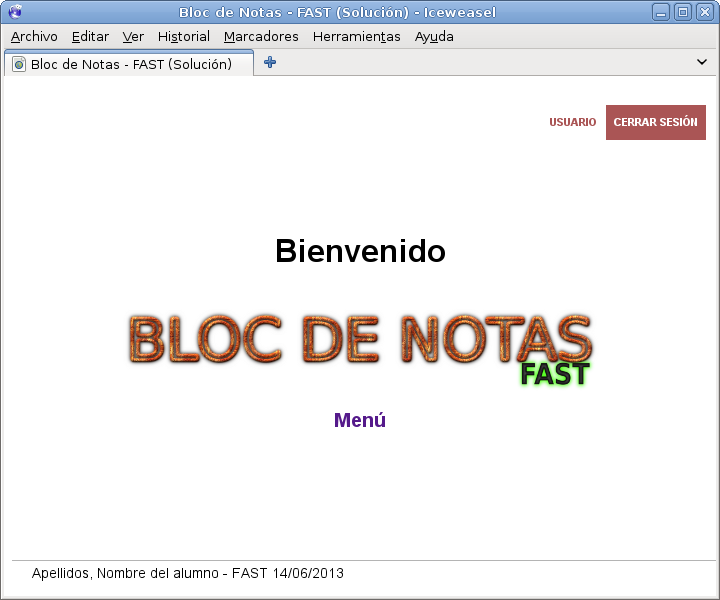 Bloc de Notas - FAST (Solución) - Iceweasel
Archivo Editar Ver Historial Marcadores Herramientas Ayuda
Bloc de Notas - FAST (Solución)
USUARIO CERRAR SESIÓN
Bienvenido
BLOC DE NOTAS
FAST
Menú
Apellidos, Nombre del alumno - FAST 14/06/2013